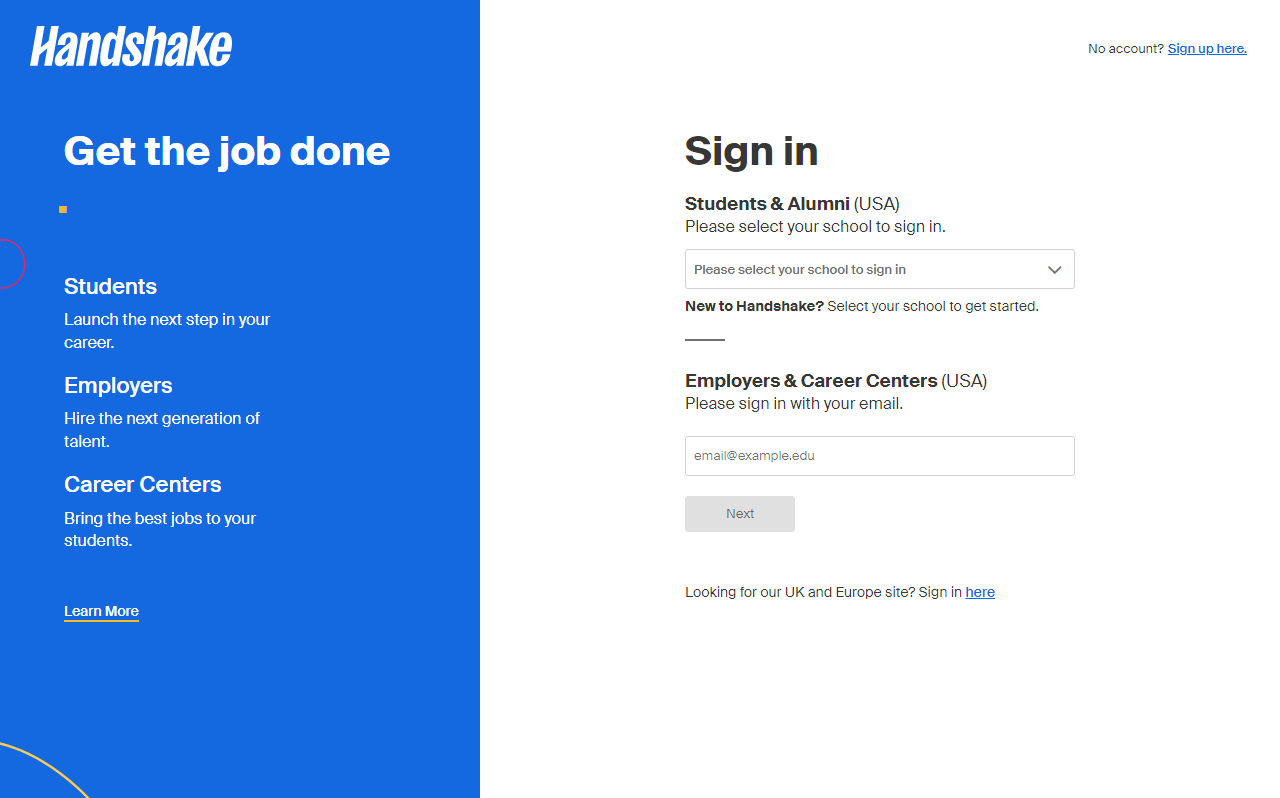 Handshake
No account? Sign up here.
Get the job done
Students
Launch the next step in your
career.
Employers
Hire the next generation of
talent.
Career Centers
Bring the best jobs to your
students.
Learn More
Sign in
Students & Alumni (USA)
Please select your school to sign in.
Please select your school to sign in
New to Handshake? Select your school to get started.
Employers & Career Centers (USA)
Please sign in with your email.
email@example.edu
Next
Looking for our UK and Europe site? Sign in here